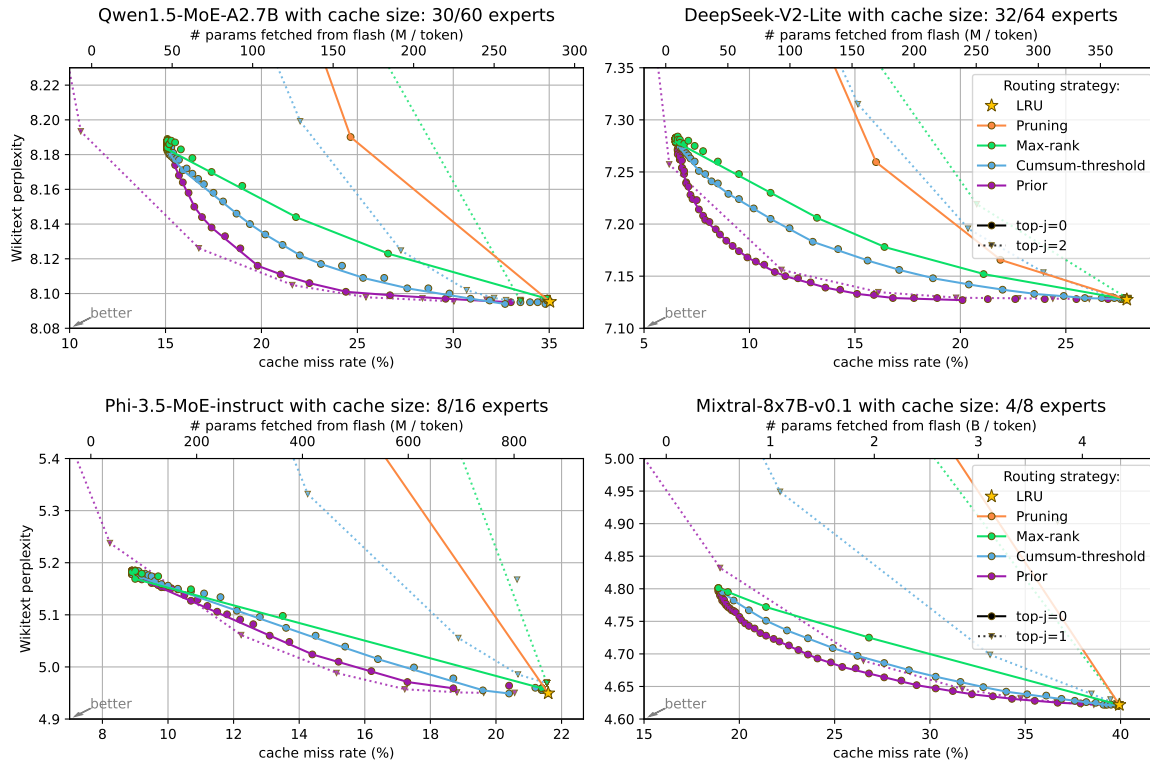 Qwen1.5-MoE-A2.7B with cache size: 30/60 experts
# params fetched from flash (M / token)
0 50 100 150 200 250 300
8.22
8.20
8.18
8.16
8.14
8.12
8.10
8.08
Wikitext perplexity
better
10 15 20 25 30 35
cache miss rate (%)
DeepSeek-V2-Lite with cache size: 32/64 experts
# params fetched from flash (M / token)
0 50 100 150 200 250 300 350
7.35
7.30
7.25
7.20
7.15
7.10
Routing strategy:
LRU
Pruning
Max-rank
Cumsum-threshold
Prior
top-j=0
top-j=2
better
5 10 15 20 25
cache miss rate (%)
Phi-3.5-MoE-instruct with cache size: 8/16 experts
# params fetched from flash (M / token)
0 200 400 600 800
5.4
5.3
5.2
5.1
5.0
4.9
Wikitext perplexity
better
8 10 12 14 16 18 20 22
cache miss rate (%)
Mixtral-8x7B-v0.1 with cache size: 4/8 experts
# params fetched from flash (B / token)
0 1 2 3 4
5.00
4.95
4.90
4.85
4.80
4.75
4.70
4.65
4.60
Routing strategy:
LRU
Pruning
Max-rank
Cumsum-threshold
Prior
top-j=0
top-j=1
better
15 20 25 30 35 40
cache miss rate (%)